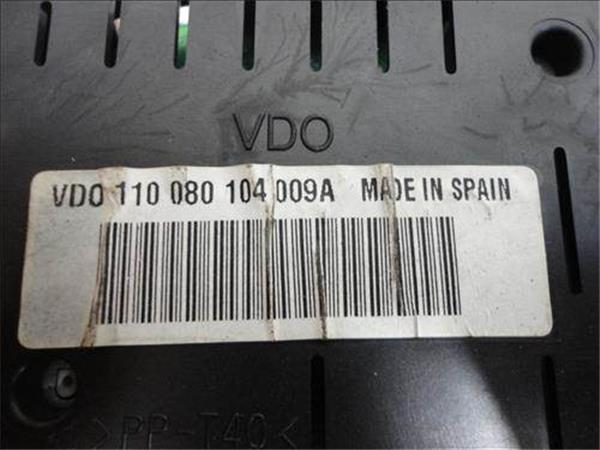 VDO
VDO 110 080 104 009A MADE IN SPAIN
>PP-T40<